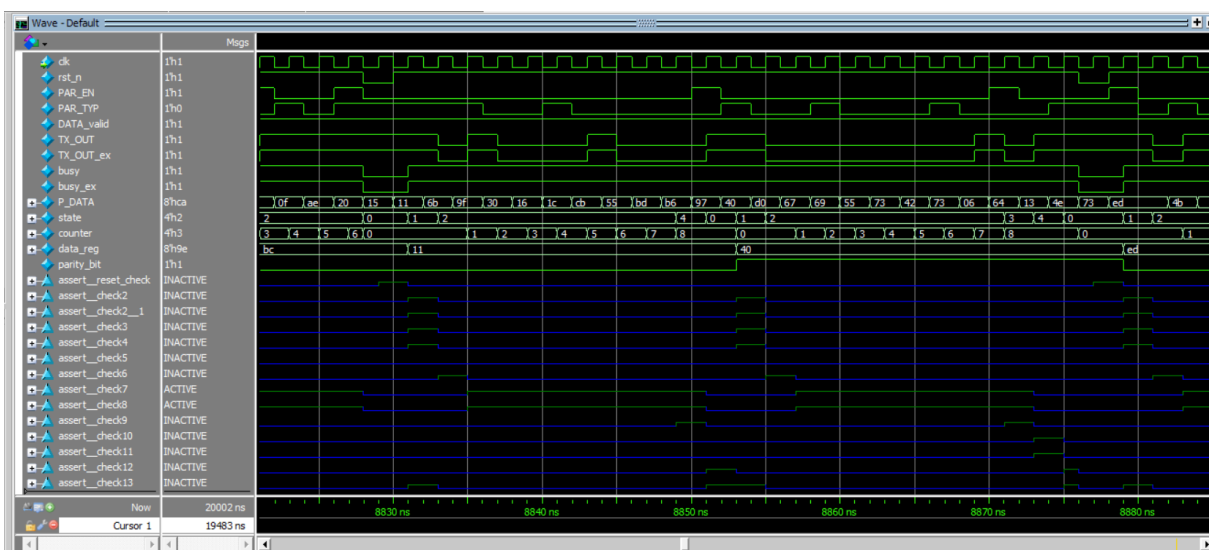 Wave - Default
Msgs
clk 1'h1
rst_n 1'h1
PAR_EN 1'h1
PAR_TYP 1'h0
DATA_valid 1'h1
TX_OUT 1'h1
TX_OUT_ex 1'h1
busy 1'h1
busy_ex 1'h1
P_DATA 8'hca 0f ae 20 15 11 6b 9f 30 16 1c cb 55 bd b6 97 40 d0 67 69 55 73 42 73 06 64 13 4e 73 ed 4b
state 4'h2 2 0 1 2 4 0 1 2 3 4 0 1 2
counter 4'h3 3 4 5 6 0 1 2 3 4 5 6 7 8 0 1 2 3 4 5 6 7 8 0 1
data_reg 8'h9e bc 11 40 ed
parity_bit 1'h1
assert__reset_check INACTIVE
assert__check2 INACTIVE
assert__check2__1 INACTIVE
assert__check3 INACTIVE
assert__check4 INACTIVE
assert__check5 INACTIVE
assert__check6 INACTIVE
assert__check7 ACTIVE
assert__check8 ACTIVE
assert__check9 INACTIVE
assert__check10 INACTIVE
assert__check11 INACTIVE
assert__check12 INACTIVE
assert__check13 INACTIVE
Now 20002 ns 8830 ns 8840 ns 8850 ns 8860 ns 8870 ns 8880 ns
Cursor 1 19483 ns